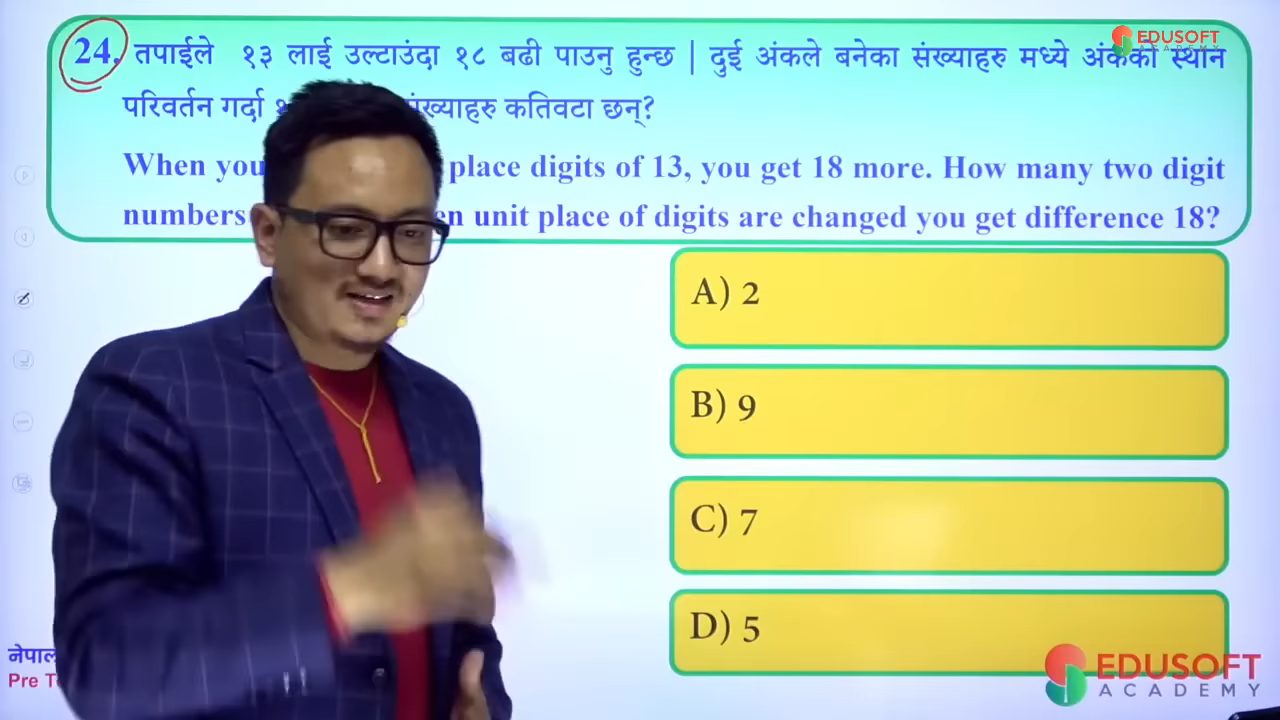 24. तपाईले १३ लाई उल्टाउंदा १८ बढी पाउनु हुन्छ | दुई अंकले बनेका संख्याहरु मध्ये अंकको स्थान
परिवर्तन गर्दा संख्याहरु कतिवटा छन्?
When you place digits of 13, you get 18 more. How many two digit
numbers unit place of digits are changed you get difference 18?
A) 2
B) 9
C) 7
D) 5
नेपाल
Pre
EDUSOFT
ACADEMY
EDUSOFT
ACADEMY